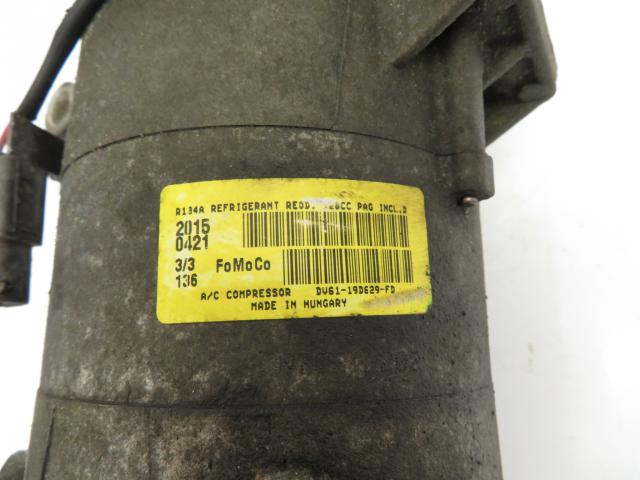 R134A REFRIGERANT REQD. PAG INCL.D
2015
0421
3/3 FoMoCo
136
A/C COMPRESSOR DV61-19D629-FD
MADE IN HUNGARY